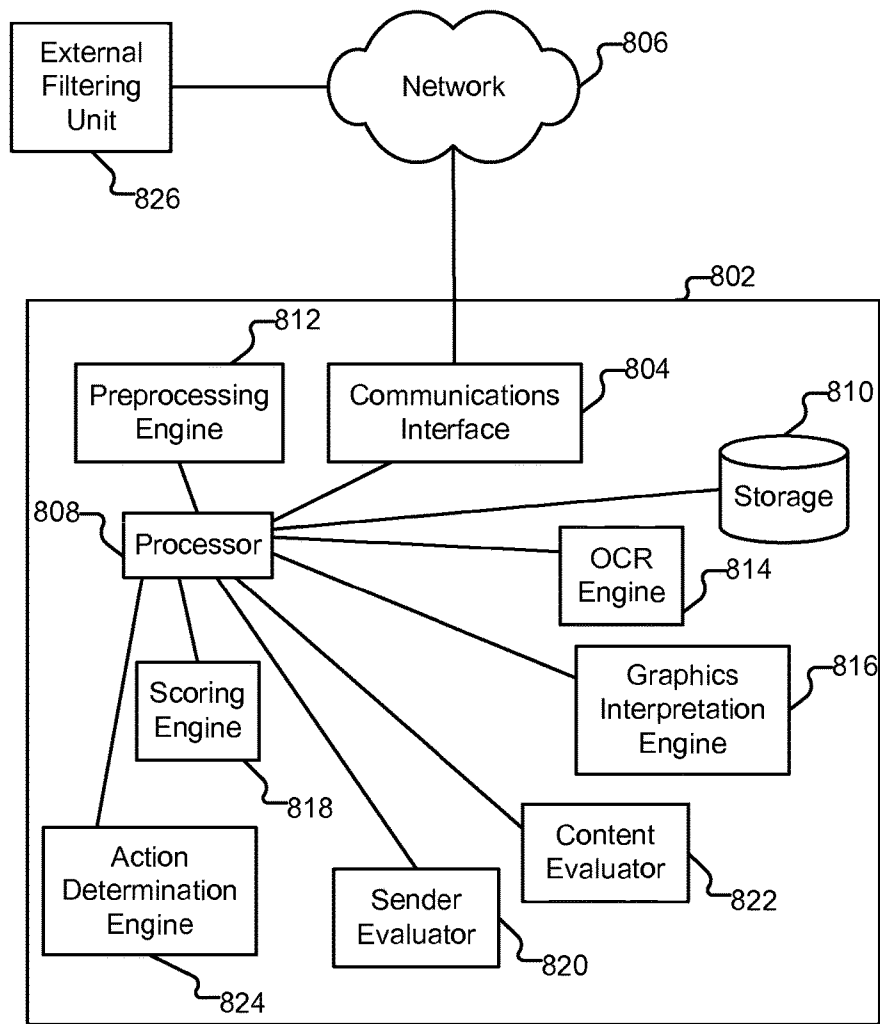 External
Filtering
Unit
826
Network
806
802
812
Preprocessing
Engine
Communications
Interface
804
810
Storage
808
Processor
OCR
Engine
814
Graphics
Interpretation
Engine
816
Scoring
Engine
818
Content
Evaluator
822
Action
Determination
Engine
824
Sender
Evaluator
820